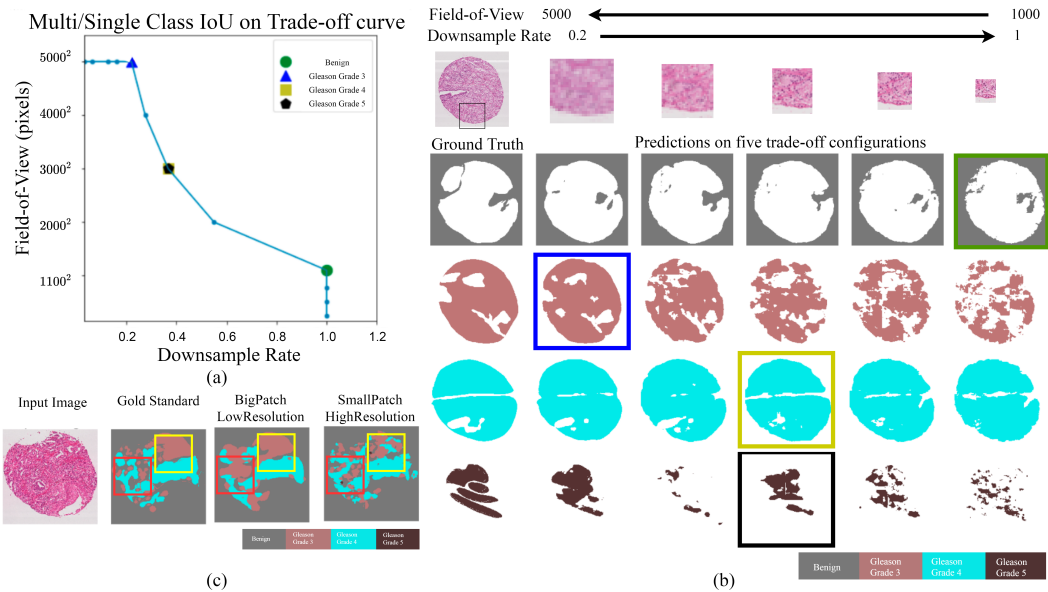 Multi/Single Class IoU on Trade-off curve
Field-of-View (pixels)
5000²
4000²
3000²
2000²
1100²
Benign
Gleason Grade 3
Gleason Grade 4
Gleason Grade 5
0.2 0.4 0.6 0.8 1.0 1.2
Downsample Rate
(a)
Input Image
Gold Standard
BigPatch
LowResolution
SmallPatch
HighResolution
Benign
Gleason
Grade 3
Gleason
Grade 4
Gleason
Grade 5
(c)
Field-of-View 5000 1000
Downsample Rate 0.2 1
Ground Truth
Predictions on five trade-off configurations
Benign
Gleason
Grade 3
Gleason
Grade 4
Gleason
Grade 5
(b)